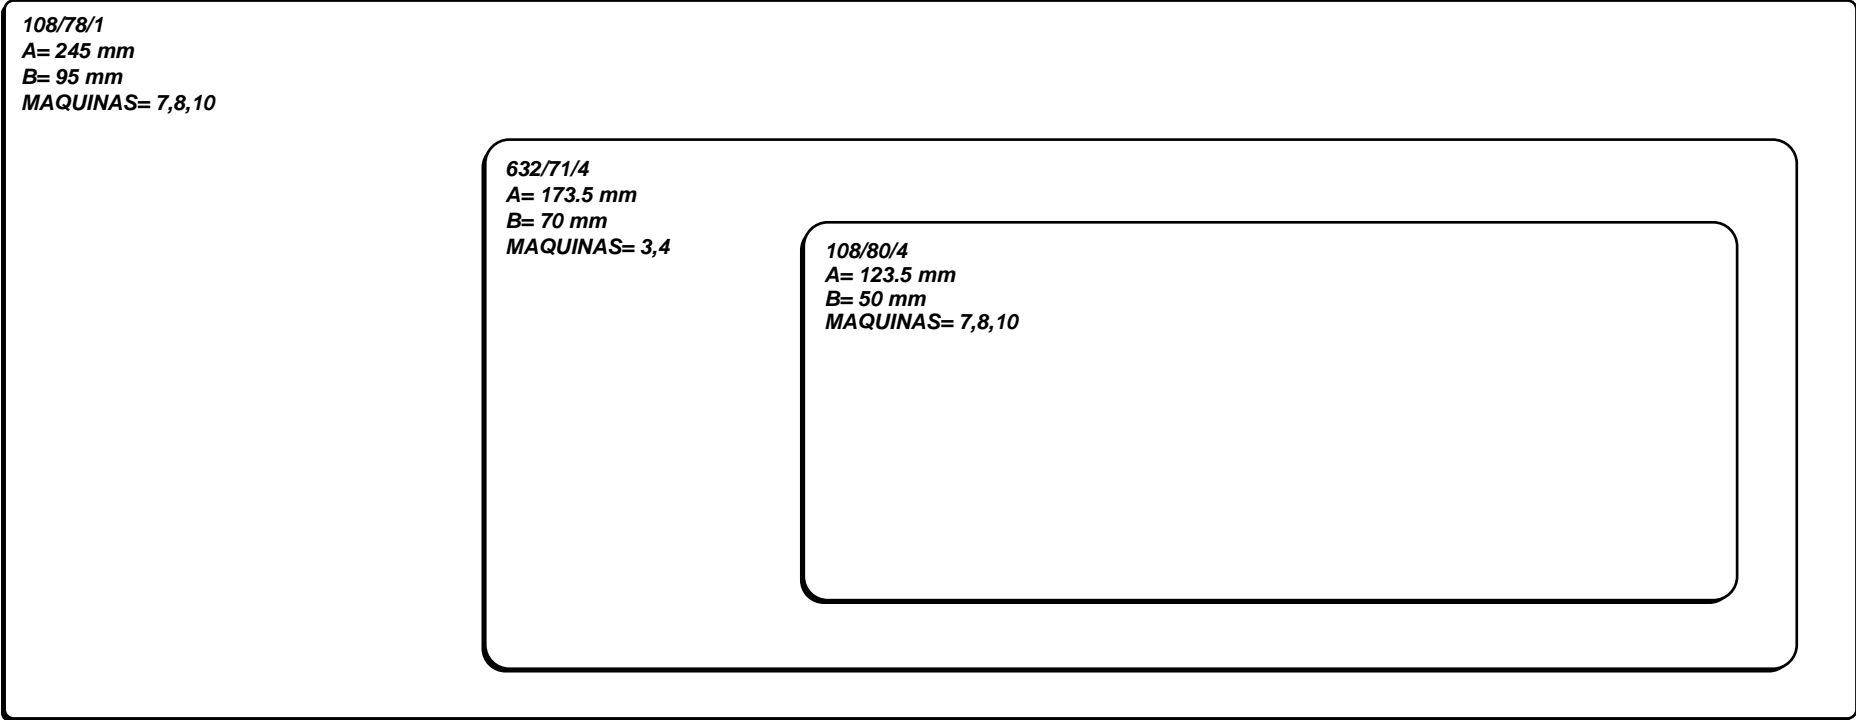 108/78/1
A= 245 mm
B= 95 mm
MAQUINAS= 7,8,10
632/71/4
A= 173.5 mm
B= 70 mm
MAQUINAS= 3,4
108/80/4
A= 123.5 mm
B= 50 mm
MAQUINAS= 7,8,10